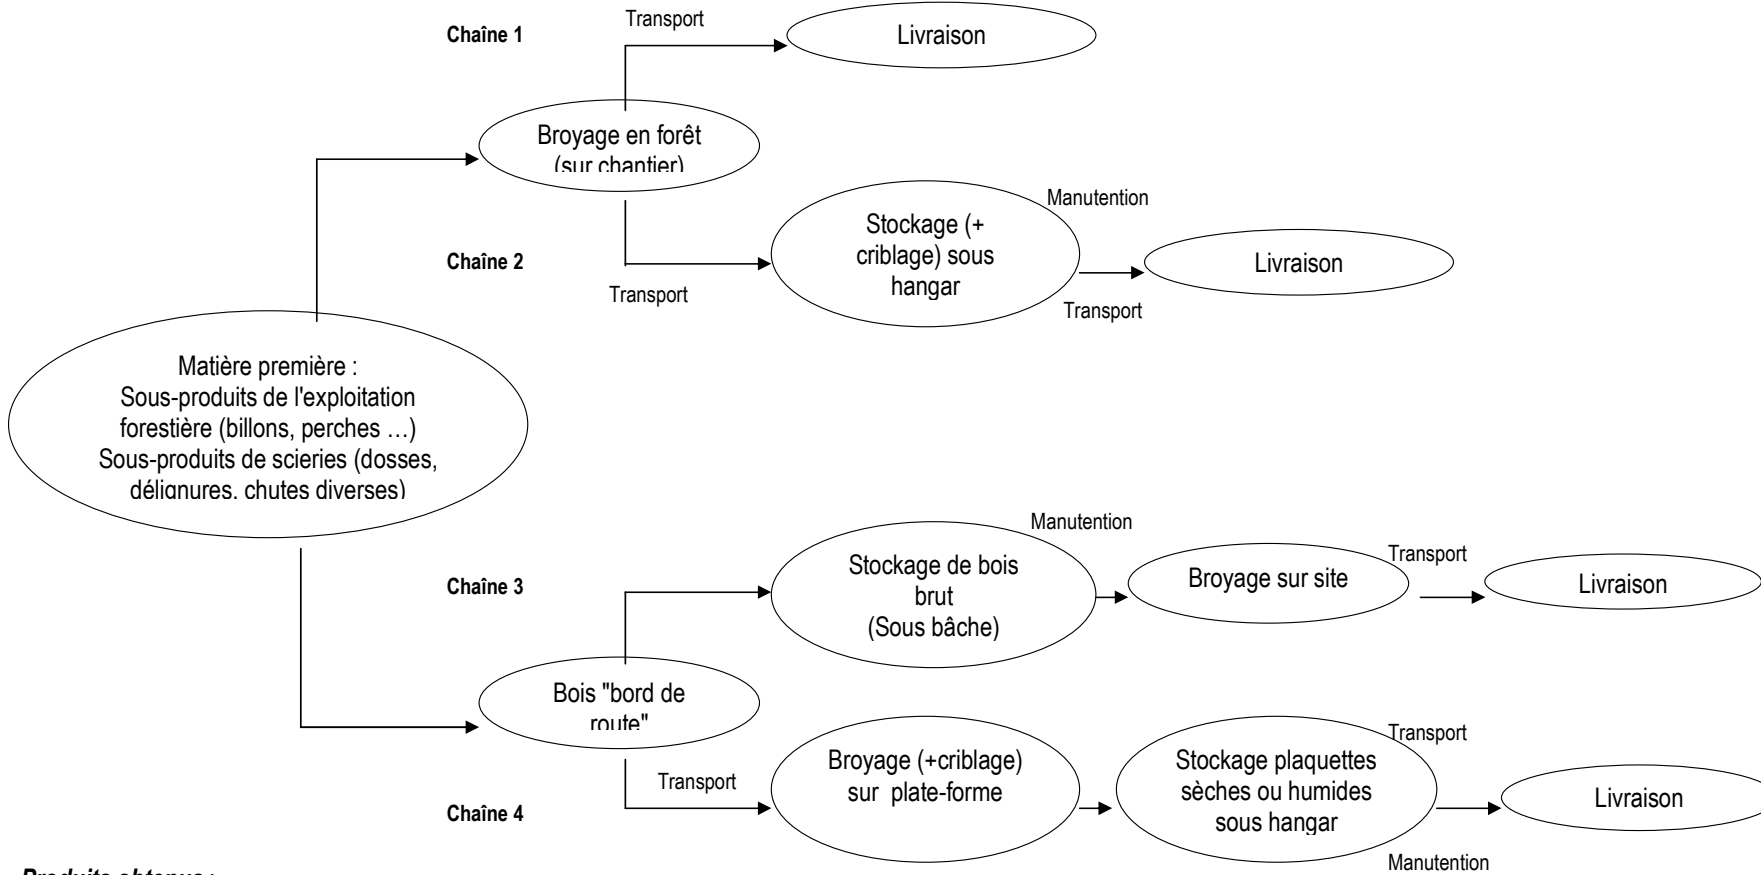 Chaîne 1
Transport
Livraison
Broyage en forêt
(sur chantier)
Chaîne 2
Transport
Stockage (+
criblage) sous
hangar
Manutention
Transport
Livraison
Matière première :
Sous-produits de l'exploitation
forestière (billons, perches …)
Sous-produits de scieries (dosses,
délignures, chutes diverses)
Chaîne 3
Stockage de bois
brut
(Sous bâche)
Manutention
Broyage sur site
Transport
Livraison
Bois "bord de
route"
Chaîne 4
Transport
Broyage (+criblage)
sur plate-forme
Stockage plaquettes
sèches ou humides
sous hangar
Transport
Manutention
Livraison
Produits obtenus :